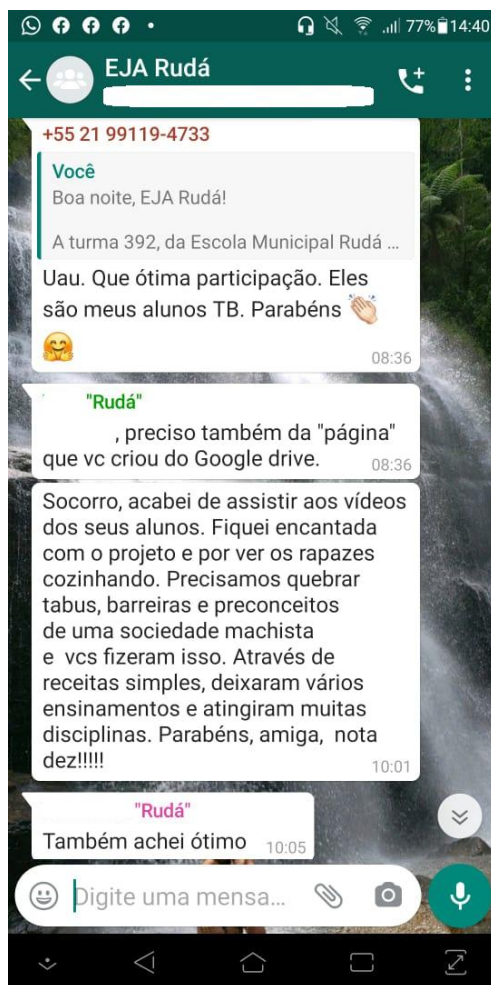 77% 14:40
EJA Rudá
+55 21 99119-4733
Você
Boa noite, EJA Rudá!
A turma 392, da Escola Municipal Rudá ...
Uau. Que ótima participação. Eles
são meus alunos TB. Parabéns 👏🏻
🤗
08:36
"Rudá"
, preciso também da "página"
que vc criou do Google drive.
08:36
Socorro, acabei de assistir aos vídeos
dos seus alunos. Fiquei encantada
com o projeto e por ver os rapazes
cozinhando. Precisamos quebrar
tabus, barreiras e preconceitos
de uma sociedade machista
e vcs fizeram isso. Através de
receitas simples, deixaram vários
ensinamentos e atingiram muitas
disciplinas. Parabéns, amiga, nota
dez!!!!!
10:01
"Rudá"
Também achei ótimo 10:05
Digite uma mensa...